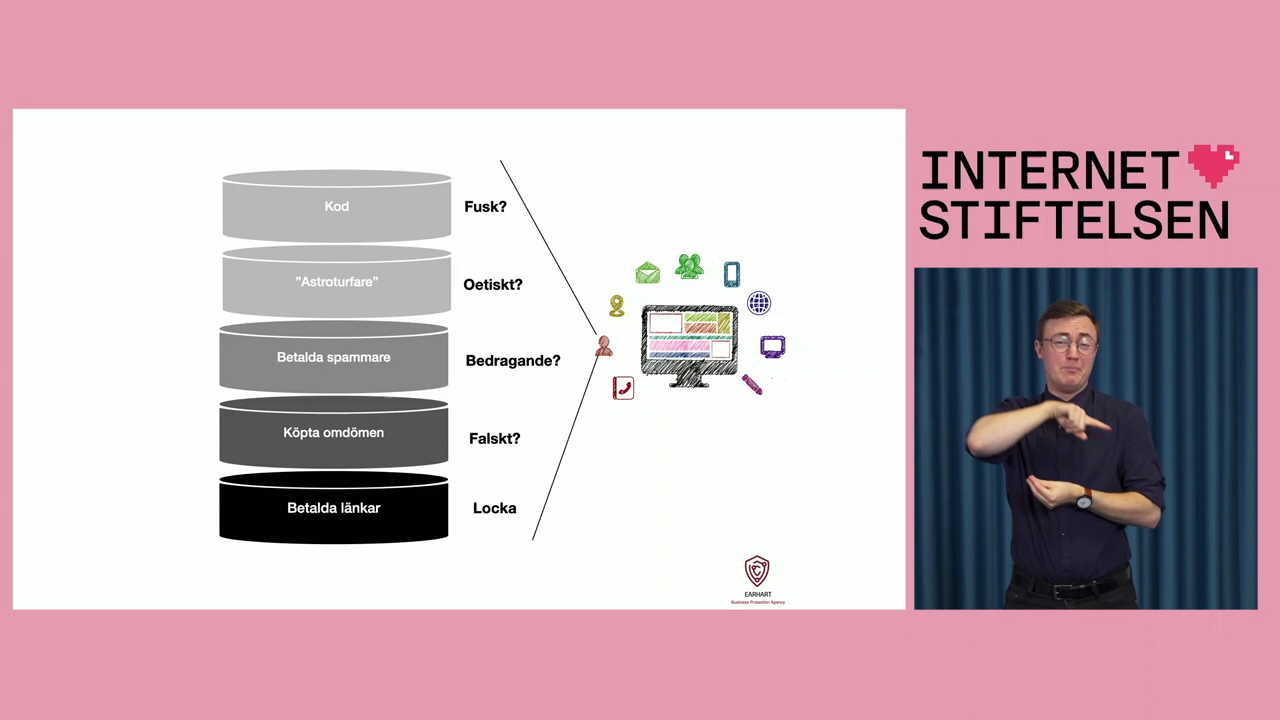 Kod
Fusk?
"Astroturfare"
Oetiskt?
Betalda spammare
Bedragande?
Köpta omdömen
Falskt?
Betalda länkar
Locka
EARHART
Business Protection Agency
INTERNET
STIFTELSEN